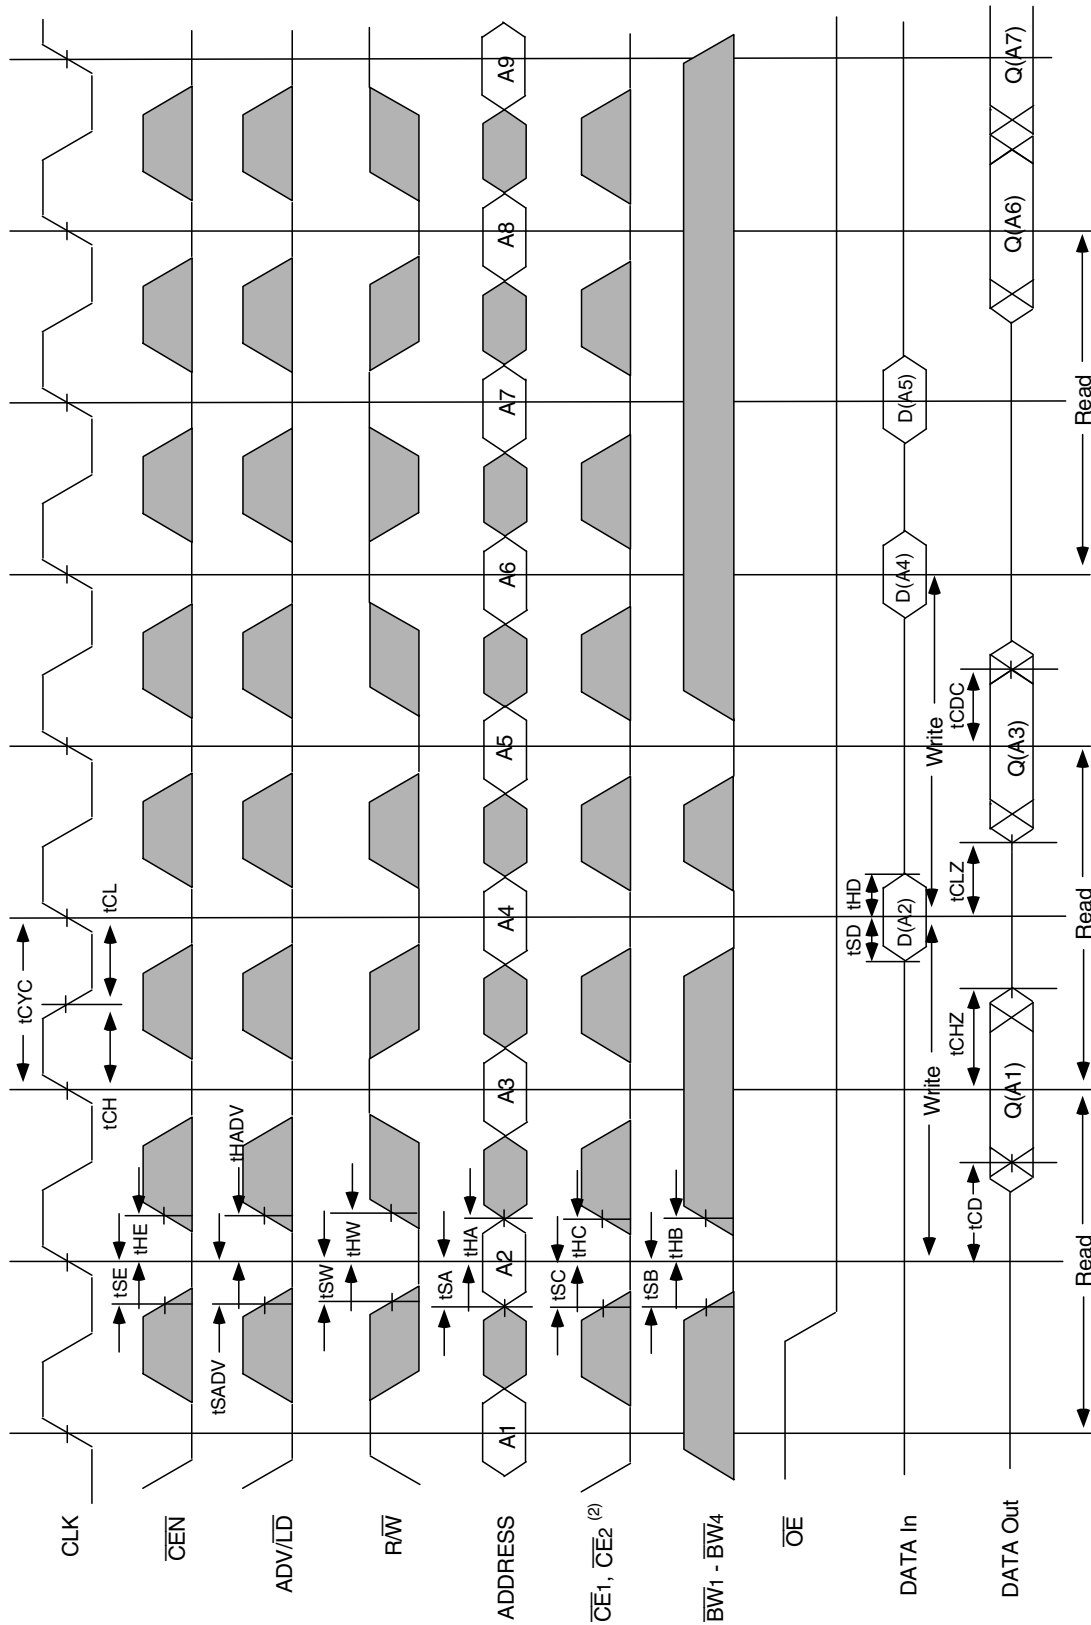 CLK
tCYC
tCH
tCL
CEN
tSE
tHE
ADV/LD
tSADV
tHADV
R/W
tSW
tHW
ADDRESS
A1
A2
A3
A4
A5
A6
A7
A8
A9
tSA
tHA
CE1, CE2 (2)
tSC
tHC
BW1 - BW4
tSB
tHB
OE
DATA In
D(A2)
D(A4)
D(A5)
tSD
tHD
Write
Write
DATA Out
Q(A1)
Q(A3)
Q(A6)
Q(A7)
tCD
tCHZ
tCLZ
tCDC
Read
Read
Read